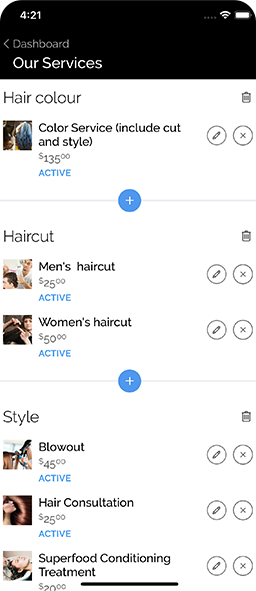 4:21
Dashboard
Our Services
Hair colour
Color Service (include cut
and style)
$135.00
ACTIVE
Haircut
Men's haircut
$25.00
ACTIVE
Women's haircut
$50.00
ACTIVE
Style
Blowout
$45.00
ACTIVE
Hair Consultation
$25.00
ACTIVE
Superfood Conditioning
Treatment
$20.00